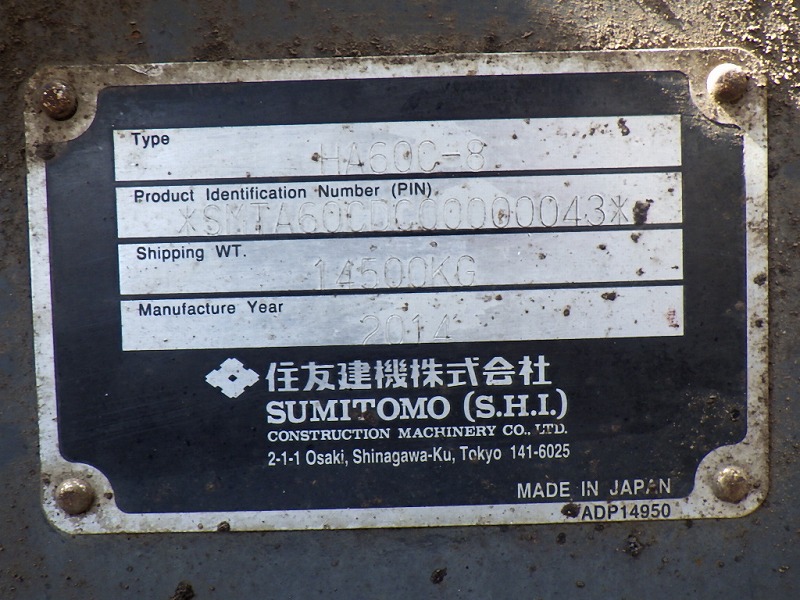 Type
HA60C-8
Product Identification Number (PIN)
*SMTA60CDC00000043*
Shipping WT.
14500KG
Manufacture Year
2014
住友建機株式会社
SUMITOMO (S.H.I.)
CONSTRUCTION MACHINERY CO., LTD.
2-1-1 Osaki, Shinagawa-Ku, Tokyo 141-6025
MADE IN JAPAN
ADP14950